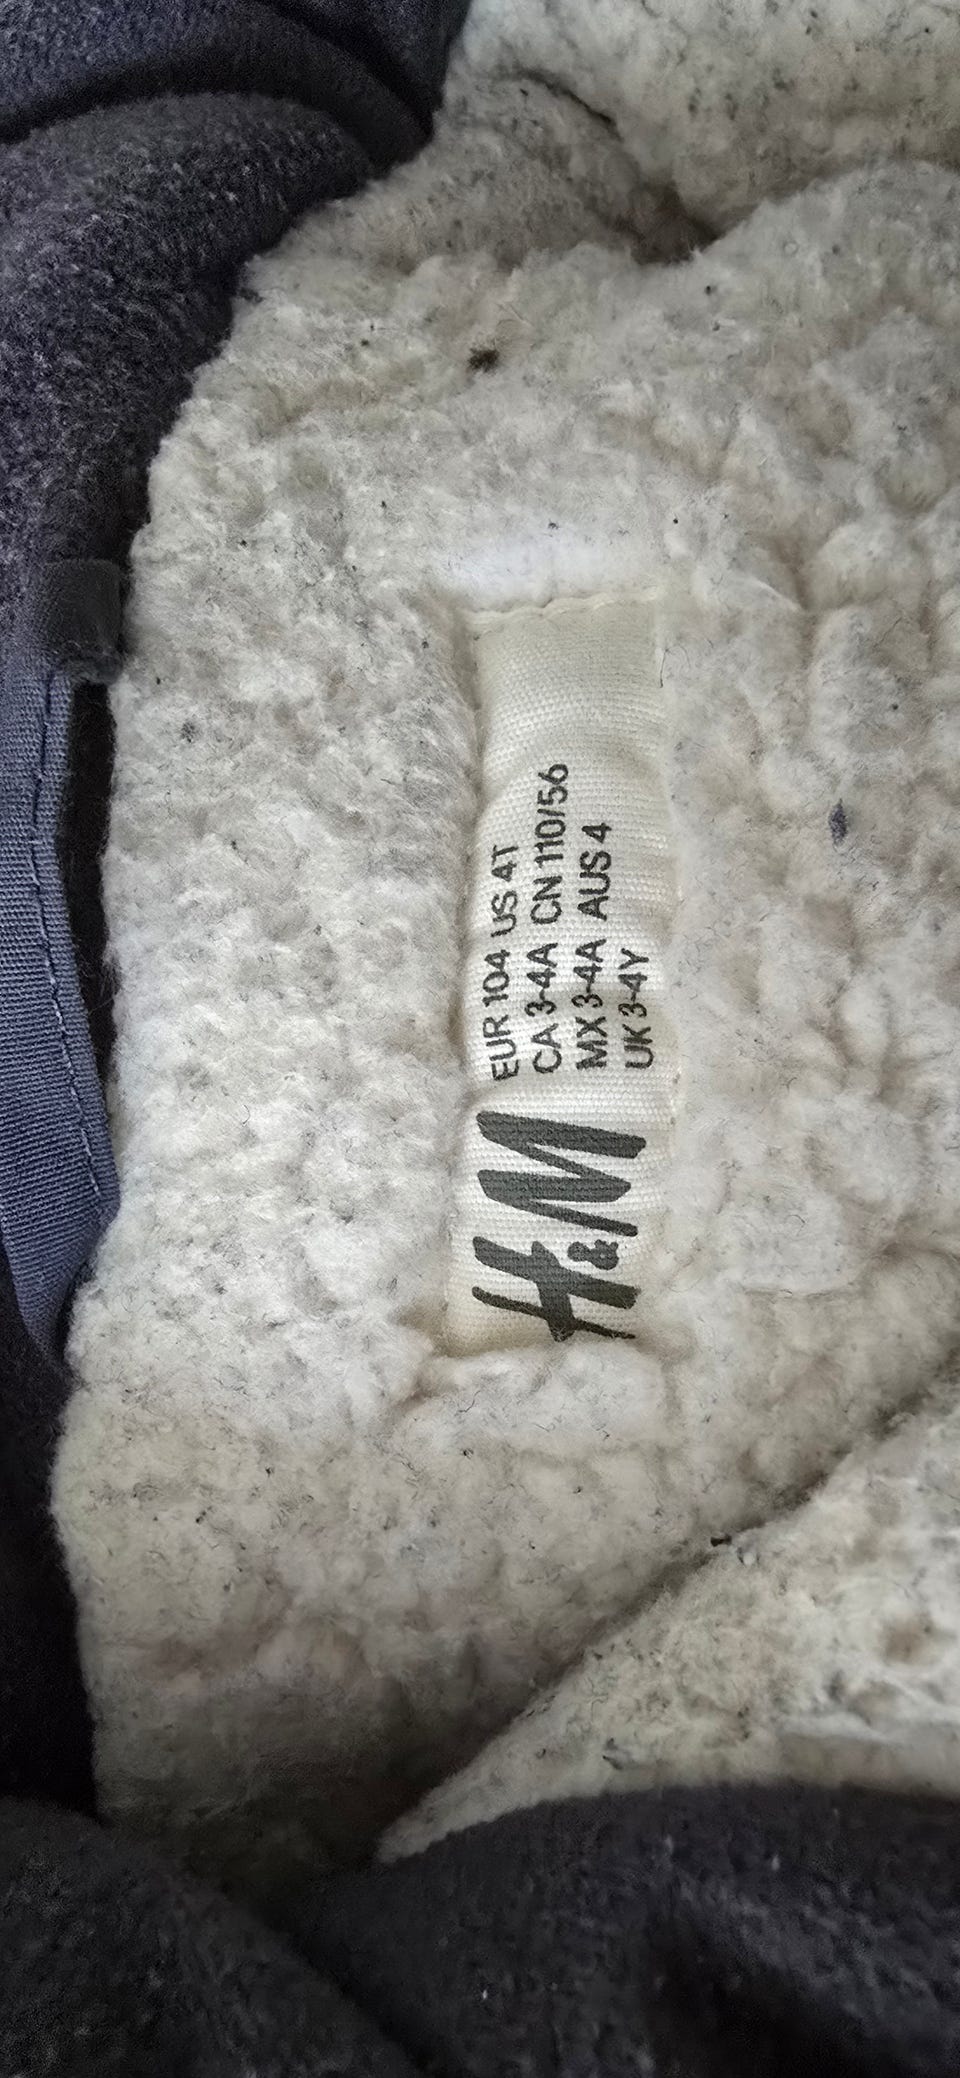 H&M
EUR 104 US 4T
CA 3-4A CN 110/56
MX 3-4A AUS 4
UK 3-4Y